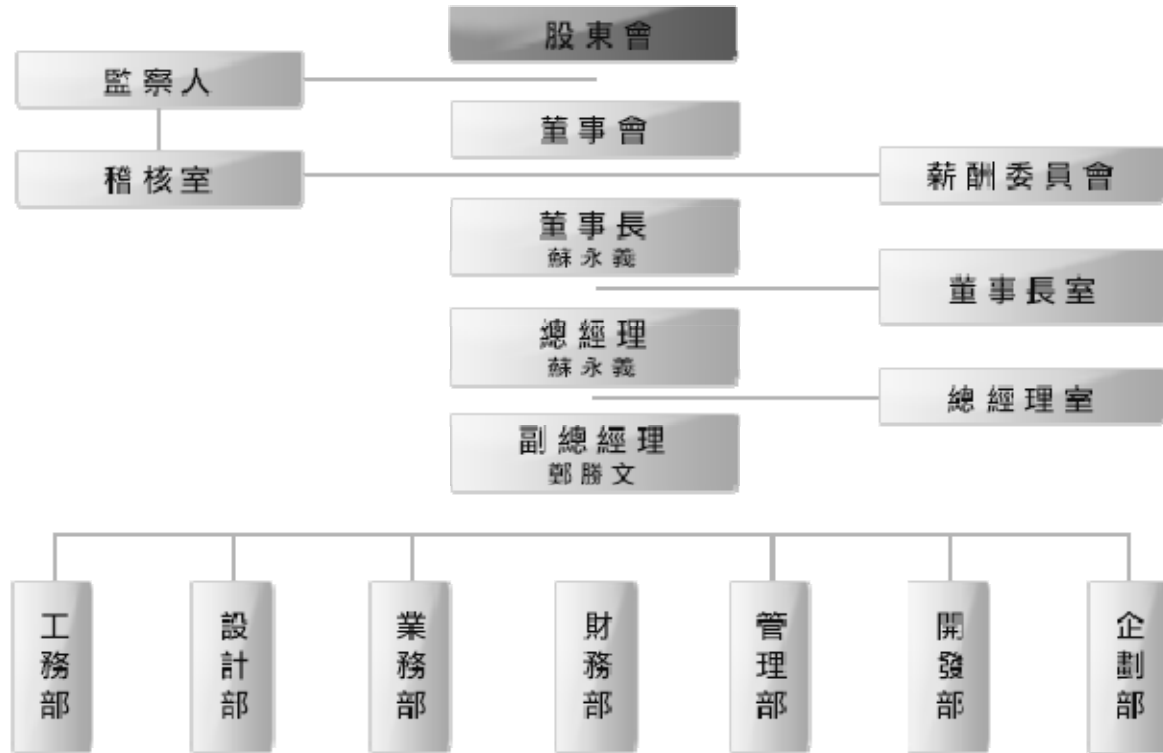 股東會
監察人
董事會
稽核室
薪酬委員會
董事長
蘇永義
董事長室
總經理
蘇永義
總經理室
副總經理
鄭勝文
工務部
設計部
業務部
財務部
管理部
開發部
企劃部